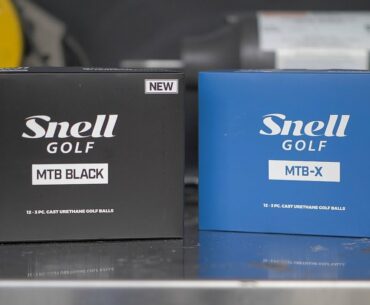 NEW
Snell
GOLF
MTB BLACK
12 - 3 PC. CAST URETHANE GOLF BALLS
Snell
GOLF
MTB-X
12 - 3 PC. CAST URETHANE GOLF BALLS